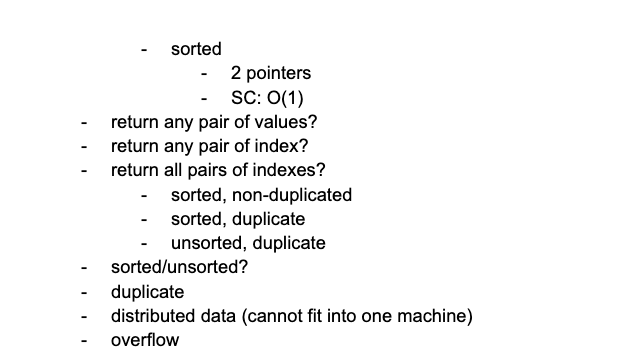 - sorted
- 2 pointers
- SC: O(1)
- return any pair of values?
- return any pair of index?
- return all pairs of indexes?
- sorted, non-duplicated
- sorted, duplicate
- unsorted, duplicate
- sorted/unsorted?
- duplicate
- distributed data (cannot fit into one machine)
- overflow